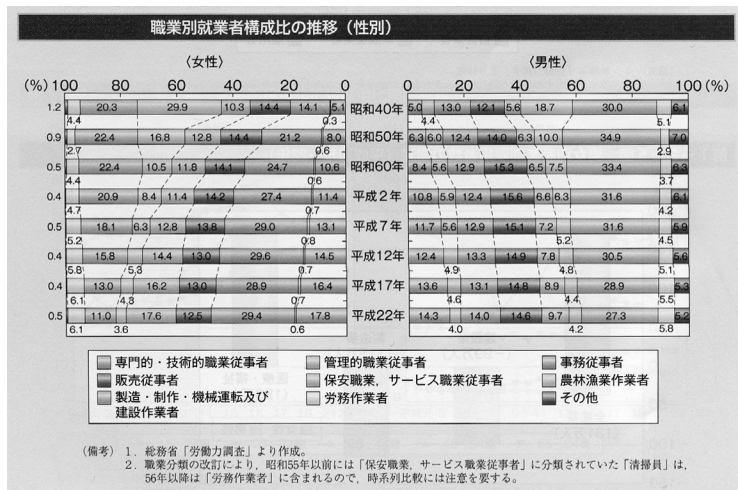 職業別就業者構成比の推移（性別）
〈女性〉 〈男性〉
(%) 100 80 60 40 20 0 0 20 40 60 80 100 (%)
1.2 20.3 29.9 10.3 14.4 14.1 5.1 昭和40年 5.0 13.0 12.1 5.6 18.7 30.0 6.1
4.4 0.3 4.4 5.1
0.9 22.4 16.8 12.8 14.4 21.2 8.0 昭和50年 6.3 6.0 12.4 14.0 6.3 10.0 34.9 7.0
2.7 0.6 2.9
0.5 22.4 10.5 11.8 14.1 24.7 10.6 昭和60年 8.4 5.6 12.9 15.3 6.5 7.5 33.4 6.3
4.4 0.6 3.7
0.4 20.9 8.4 11.4 14.2 27.4 11.4 平成2年 10.8 5.9 12.4 15.6 6.6 6.3 31.6 6.1
4.7 0.7 4.2
0.5 18.1 6.3 12.8 13.8 29.0 13.1 平成7年 11.7 5.6 12.9 15.1 7.2 31.6 5.9
5.2 0.8 5.2 4.5
0.4 15.8 14.4 13.0 29.6 14.5 平成12年 12.4 13.3 14.9 7.8 30.5 5.6
5.8 5.3 0.7 4.9 4.8 5.1
0.4 13.0 16.2 13.0 28.9 16.4 平成17年 13.6 13.1 14.8 8.9 28.9 5.3
6.1 4.3 0.7 4.6 4.4 5.5
0.5 11.0 17.6 12.5 29.4 17.8 平成22年 14.3 14.0 14.6 9.7 27.3 5.2
6.1 3.6 0.6 4.0 4.2 5.8
専門的・技術的職業従事者 管理的職業従事者 事務従事者
販売従事者 保安職業，サービス職業従事者 農林漁業作業者
製造・制作・機械運転及び 労務作業者 その他
建設作業者
（備考） 1．総務省「労働力調査」より作成。
2．職業分類の改訂により，昭和55年以前には「保安職業，サービス職業従事者」に分類されていた「清掃員」は，
56年以降は「労務作業者」に含まれるので，時系列比較には注意を要する。